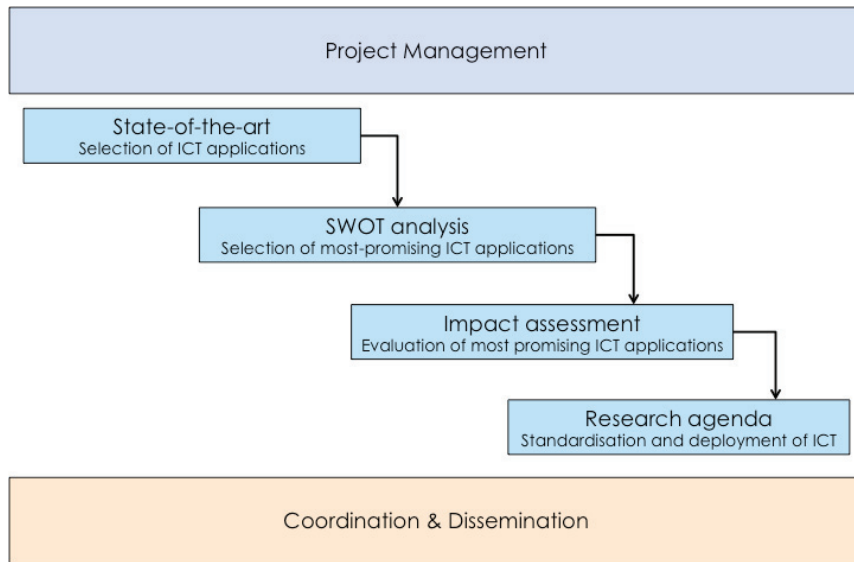 Project Management
State-of-the-art
Selection of ICT applications
SWOT analysis
Selection of most-promising ICT applications
Impact assessment
Evaluation of most promising ICT applications
Research agenda
Standardisation and deployment of ICT
Coordination & Dissemination